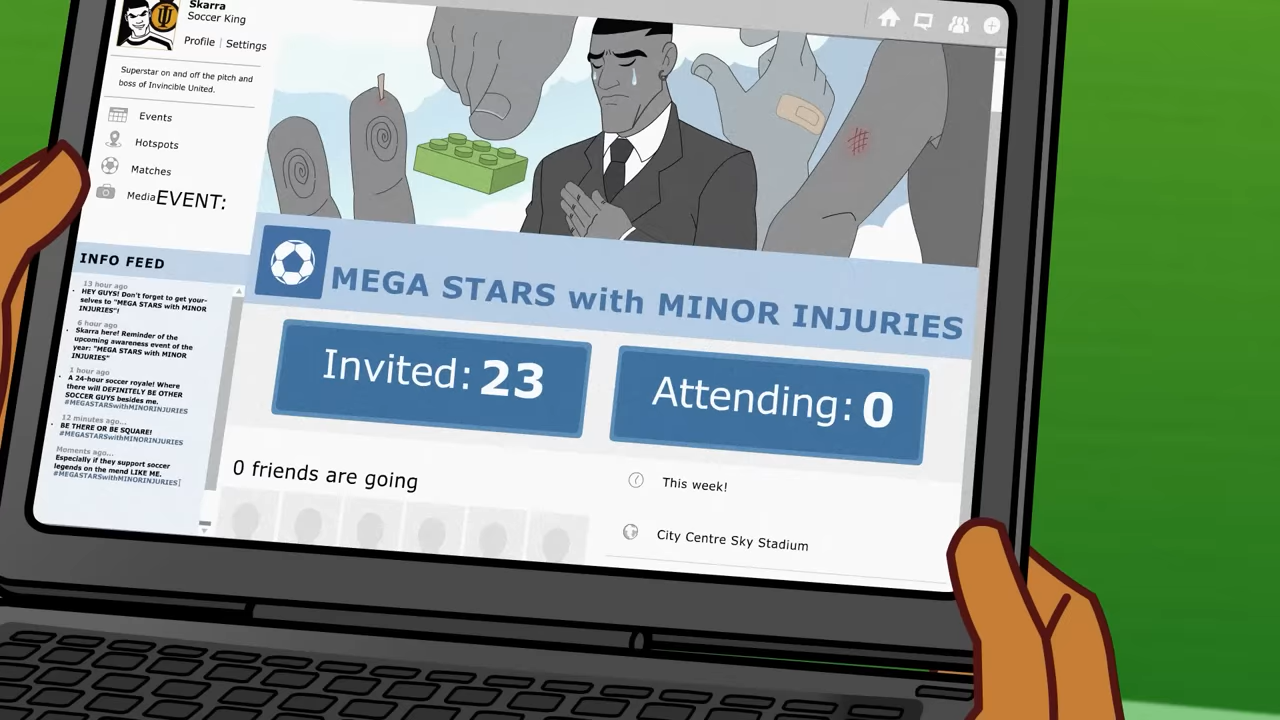 Skarra
Soccer King
Profile | Settings
Superstar on and off the pitch and
boss of Invincible United.
Events
Hotspots
Matches
Media
EVENT:
INFO FEED
13 hour ago
HEY GUYS! Don't forget to get your-
selves to "MEGA STARS with MINOR
INJURIES"!
6 hour ago
Skarra here! Reminder of the
upcoming awareness event of the
year: "MEGA STARS with MINOR
INJURIES"
1 hour ago
A 24-hour soccer royale! Where
there will DEFINITELY BE OTHER
SOCCER GUYS besides me.
#MEGASTARSwithMINORINJURIES
12 minutes ago...
BE THERE OR BE SQUARE!
#MEGASTARSwithMINORINJURIES
Moments ago...
Especially if they support soccer
legends on the mend LIKE ME.
#MEGASTARSwithMINORINJURIES
MEGA STARS with MINOR INJURIES
Invited: 23
Attending: 0
0 friends are going
This week!
City Centre Sky Stadium